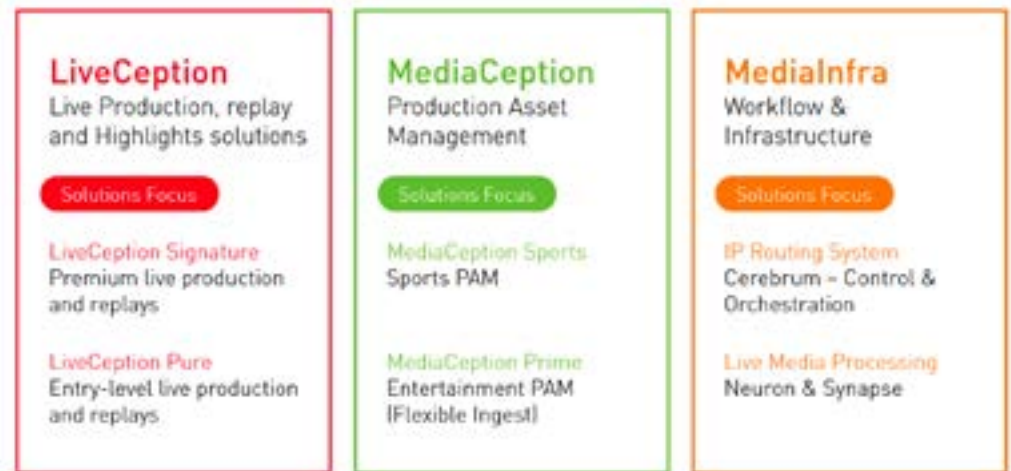 LiveCeption
Live Production, replay
and Highlights solutions
Solutions Focus
LiveCeption Signature
Premium live production
and replays
LiveCeption Pure
Entry-level live production
and replays
MediaCeption
Production Asset
Management
Solutions Focus
MediaCeption Sports
Sports PAM
MediaCeption Prime
Entertainment PAM
(Flexible Ingest)
MediaInfra
Workflow &
Infrastructure
Solutions Focus
IP Routing System
Cerebrum – Control &
Orchestration
Live Media Processing
Neuron & Synapse